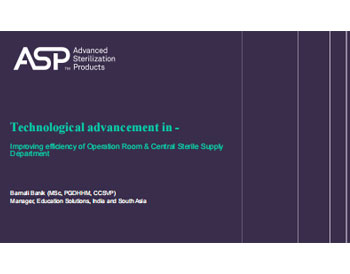 ASP™ Advanced
Sterilization
Products
Technological advancement in -
Improving efficiency of Operation Room & Central Sterile Supply
Department
Barnali Banik (MSc, PGDHHM, CCSVP)
Manager, Education Solutions, India and South Asia